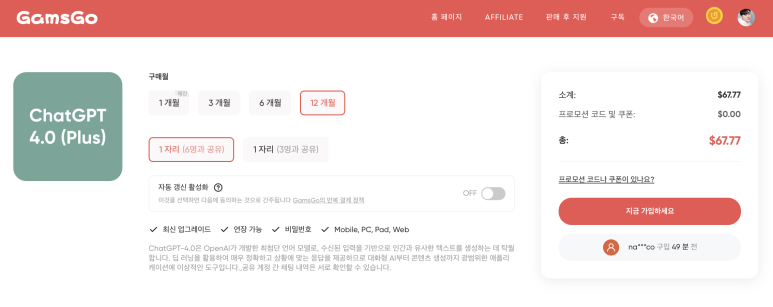 GamsGo
홈 페이지
AFFILIATE
판매 후 지원
구독
한국어
ChatGPT
4.0 (Plus)
구매월
1 개월
3 개월
6 개월
12 개월
1 자리 (6명과 공유)
1 자리 (3명과 공유)
자동 갱신 활성화 ?
이것을 선택하면 다음에 동의하는 것으로 간주됩니다 GamsGo의 반복 결제 정책
OFF
최신 업그레이드
연장 가능
비밀번호
Mobile, PC, Pad, Web
ChatGPT-4.0은 OpenAI가 개발한 최첨단 언어 모델로, 수신된 입력을 기반으로 인간과 유사한 텍스트를 생성하는 데 탁월
합니다. 딥 러닝을 활용하여 매우 정확하고 상황에 맞는 응답을 제공하므로 대화형 AI부터 콘텐츠 생성까지 광범위한 애플리
케이션에 이상적인 도구입니다.,공유 계정 간 채팅 내역은 서로 확인할 수 있습니다.
소계: $67.77
프로모션 코드 및 쿠폰: $0.00
총: $67.77
프로모션 코드나 쿠폰이 있나요?
지금 가입하세요
na***co 구입 49 분 전